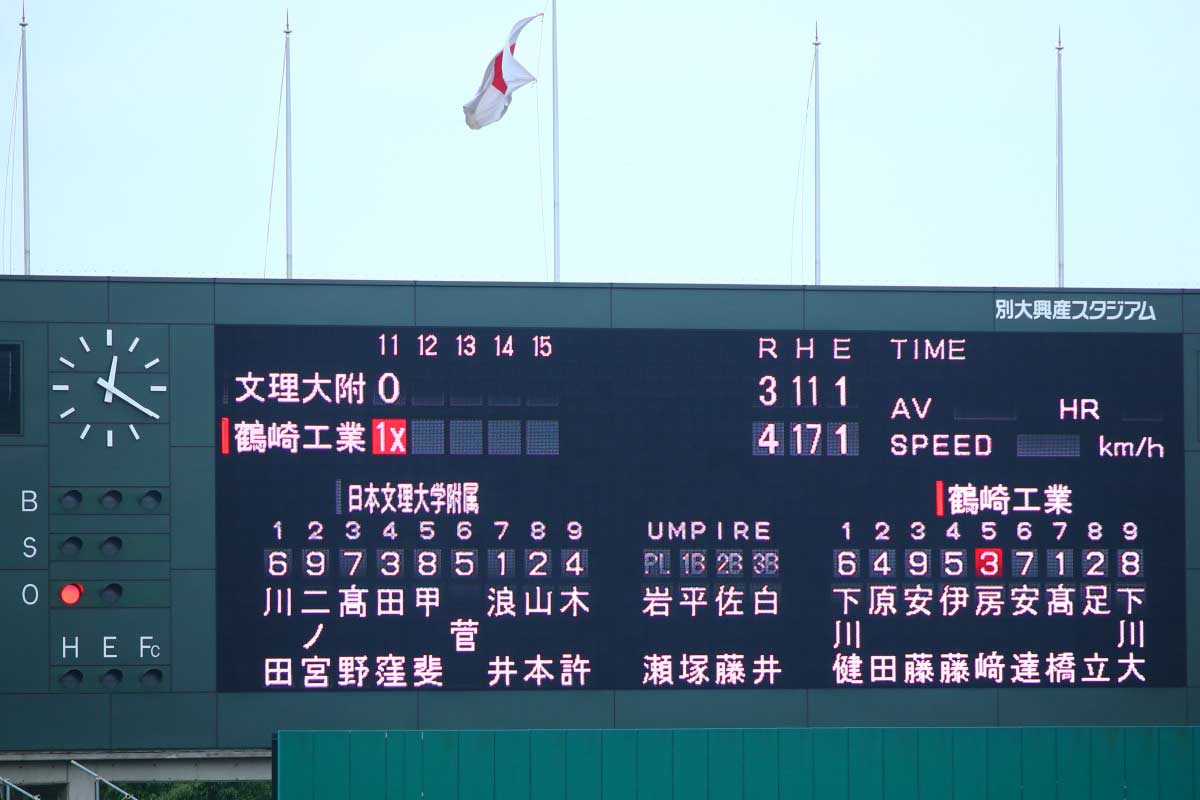 別大興産スタジアム
11 12 13 14 15 R H E TIME
文理大附 0 3 11 1
AV HR
鶴崎工業 1x 4 17 1
SPEED km/h
日本文理大学附属 鶴崎工業
1 2 3 4 5 6 7 8 9 UMPIRE 1 2 3 4 5 6 7 8 9
6 9 7 3 8 5 1 2 4 PL 1B 2B 3B 6 4 9 5 3 7 1 2 8
川田
二ノ宮
髙野
田窪
甲斐
菅
浪井
山本
木許
岩瀬
平塚
佐藤
白井
下川健
原田
安藤
伊藤
房﨑
安達
髙橋
足立
下川大
B
S
O
H E Fc